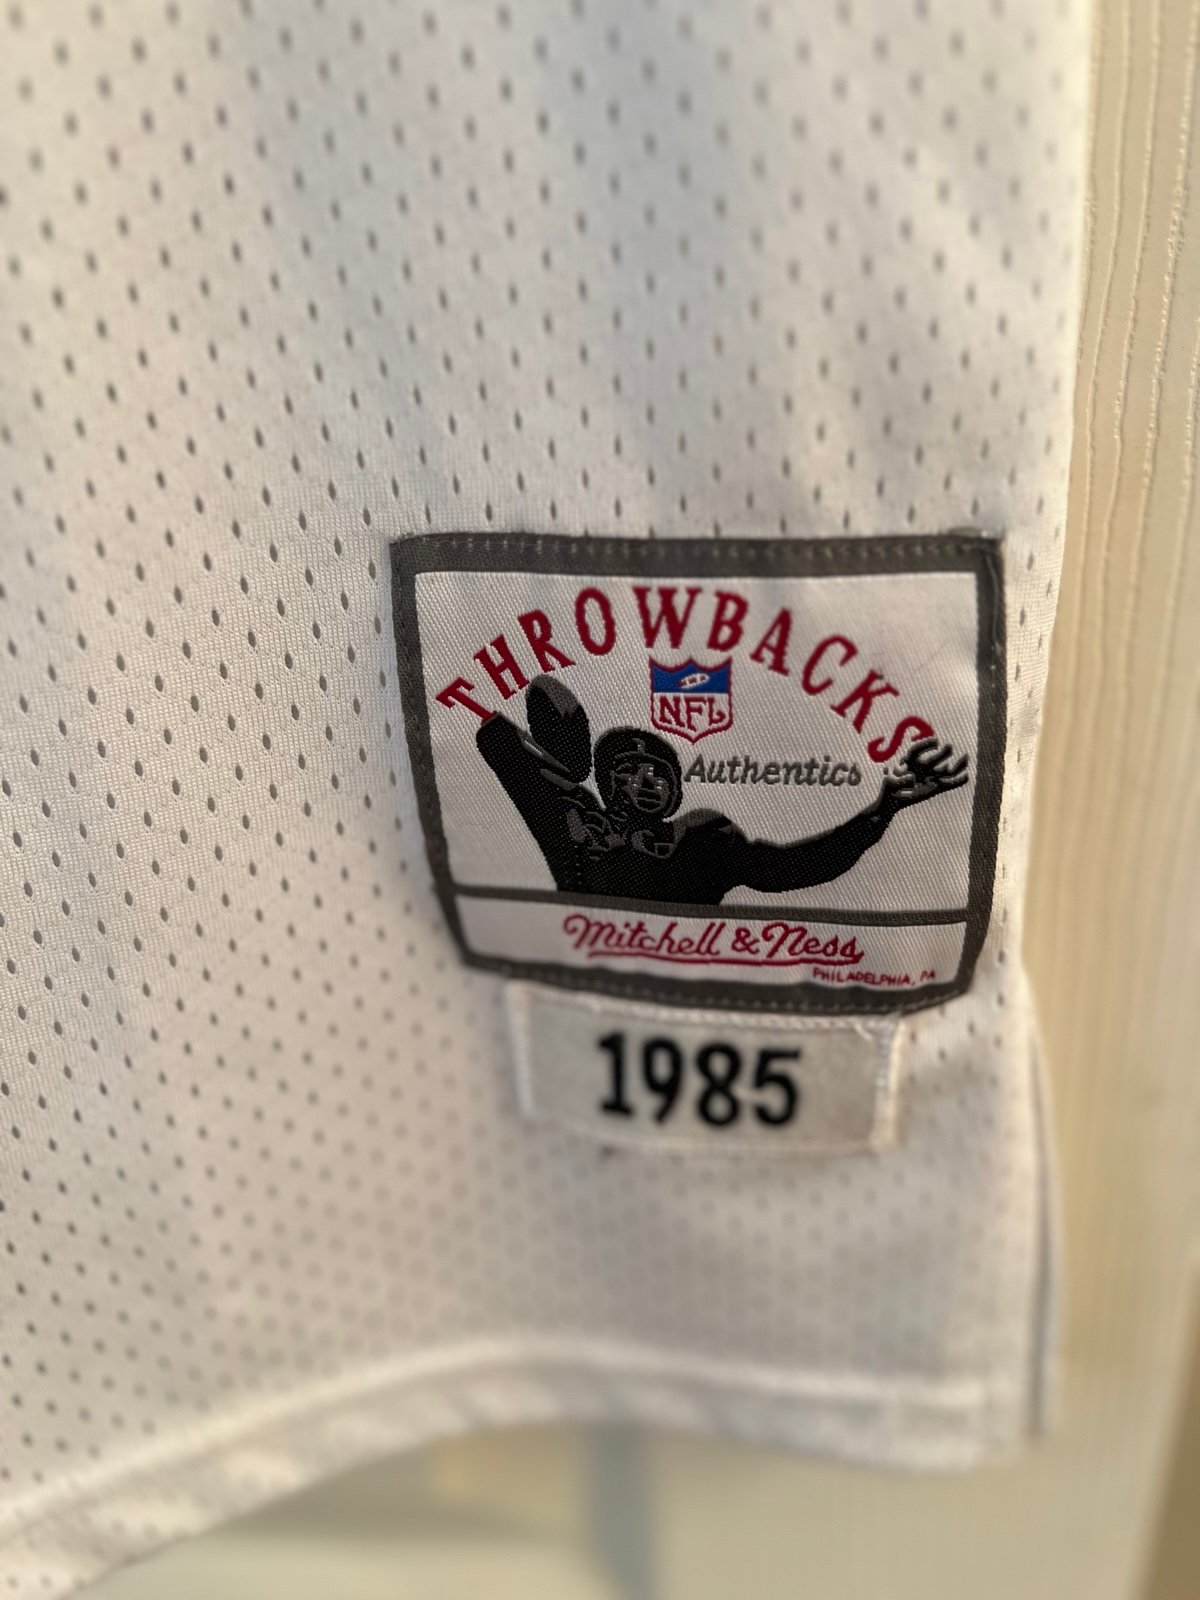 THROWBACKS
NFL
Authentics
Mitchell & Ness
PHILADELPHIA, PA
1985